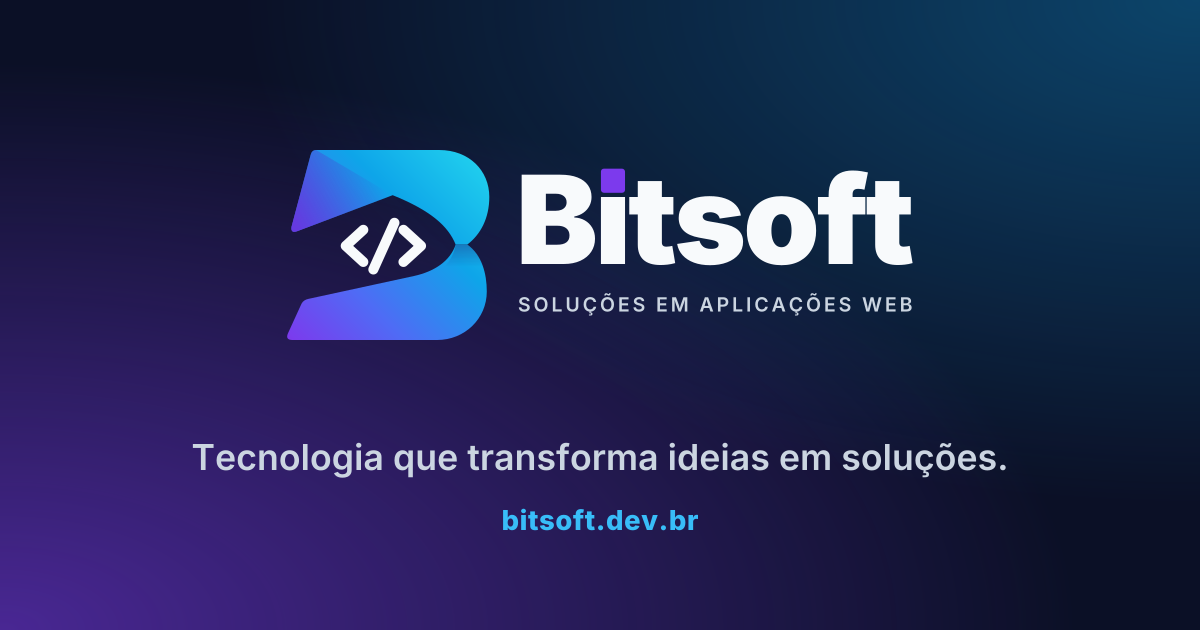 </>
Bitsoft
SOLUÇÕES EM APLICAÇÕES WEB
Tecnologia que transforma ideias em soluções.
bitsoft.dev.br